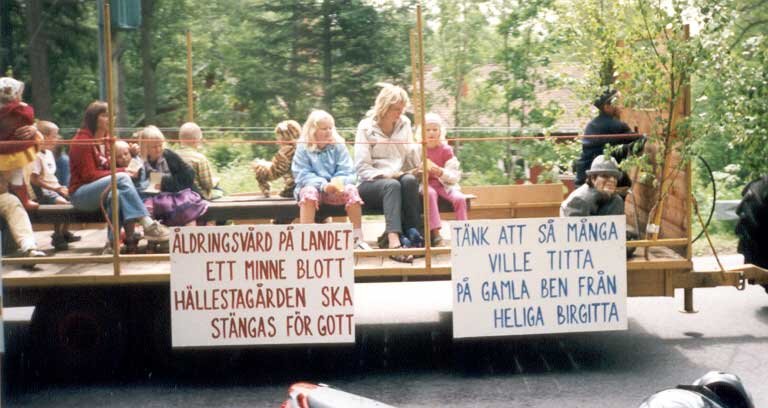 ÅLDRINGSVÅRD PÅ LANDET
ETT MINNE BLOTT
HÄLLESTAGÅRDEN SKA
STÄNGAS FÖR GOTT
TÄNK ATT SÅ MÅNGA
VILLE TITTA
PÅ GAMLA BEN FRÅN
HELIGA BIRGITTA